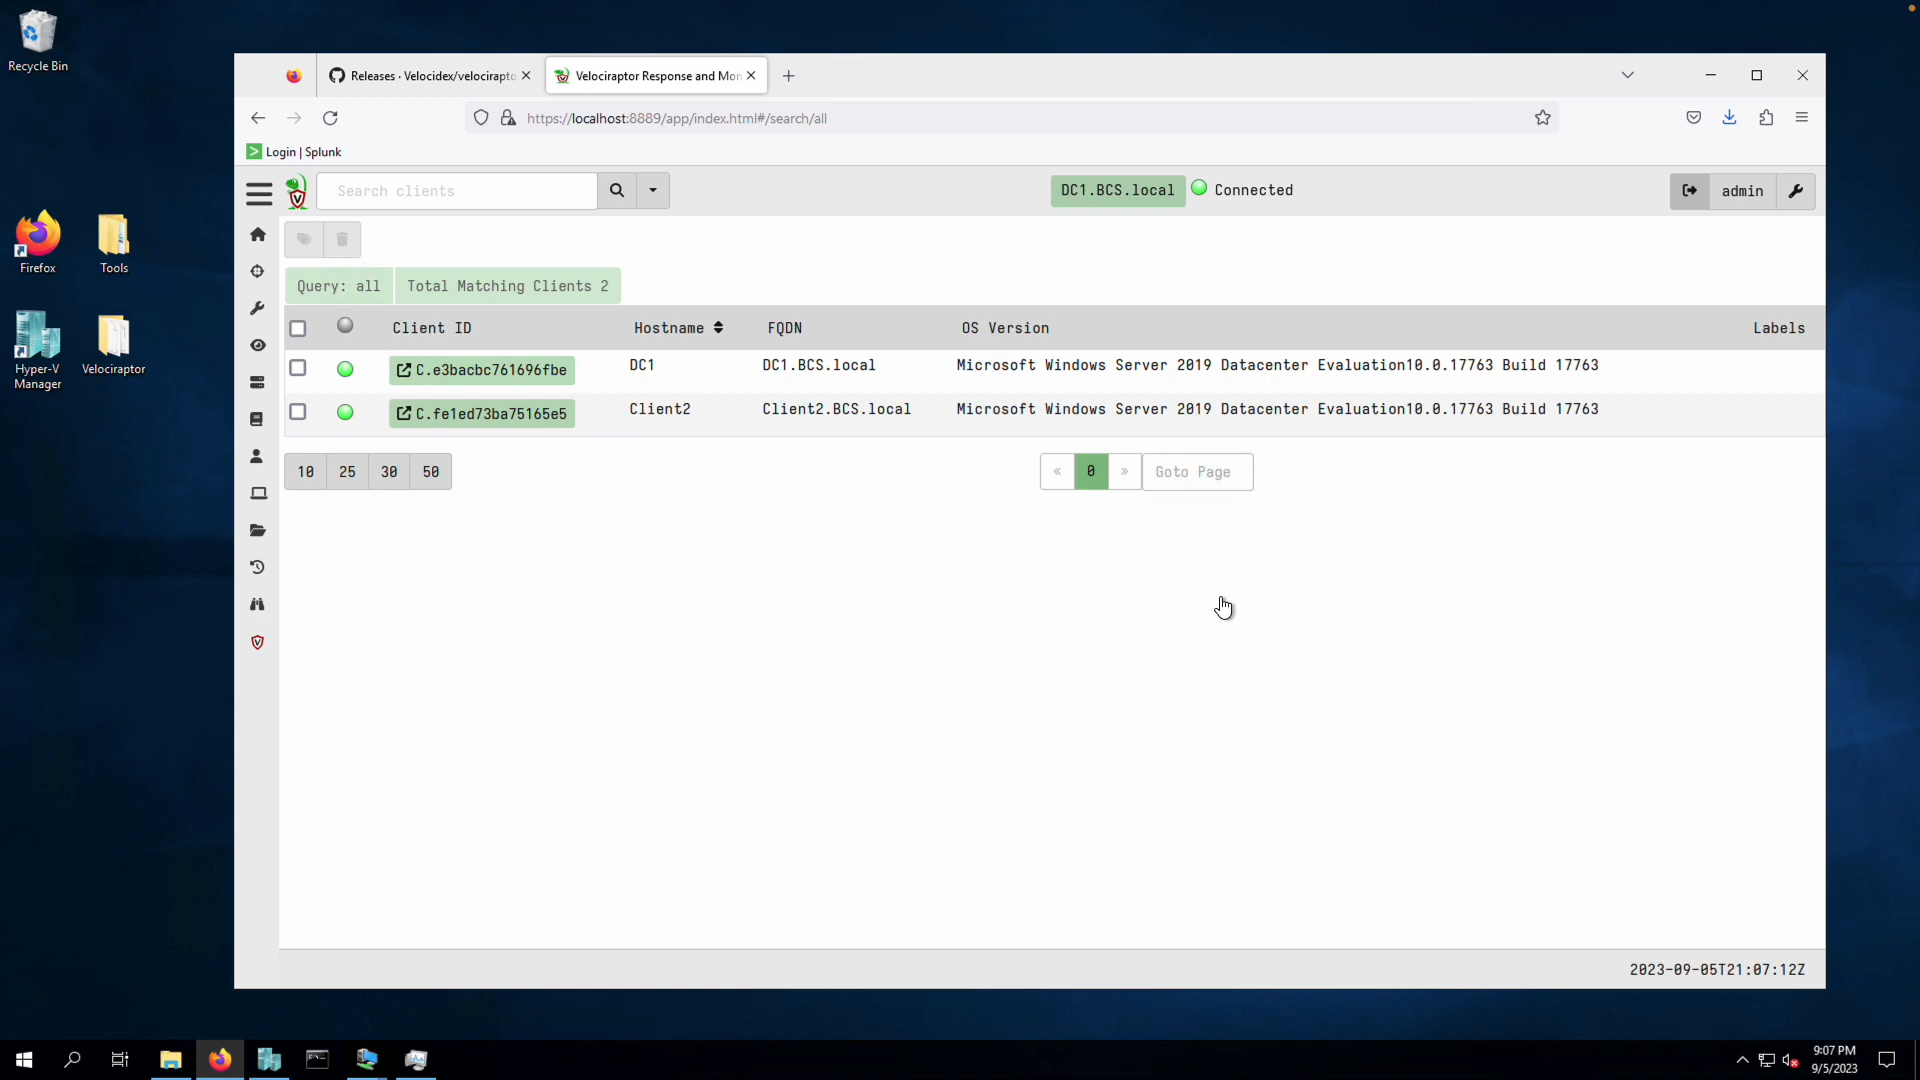 Recycle Bin
Firefox
Tools
Hyper-V
Manager
Velociraptor
Releases · Velocidex/velocirapto
Velociraptor Response and Mon
https://localhost:8889/app/index.html#/search/all
Login | Splunk
Search clients
DC1.BCS.local
Connected
admin
Query: all
Total Matching Clients 2
Client ID
Hostname
FQDN
OS Version
Labels
C.e3bacbc761696fbe
DC1
DC1.BCS.local
Microsoft Windows Server 2019 Datacenter Evaluation10.0.17763 Build 17763
C.fe1ed73ba75165e5
Client2
Client2.BCS.local
Microsoft Windows Server 2019 Datacenter Evaluation10.0.17763 Build 17763
10
25
30
50
«
0
»
Goto Page
2023-09-05T21:07:12Z
9:07 PM
9/5/2023